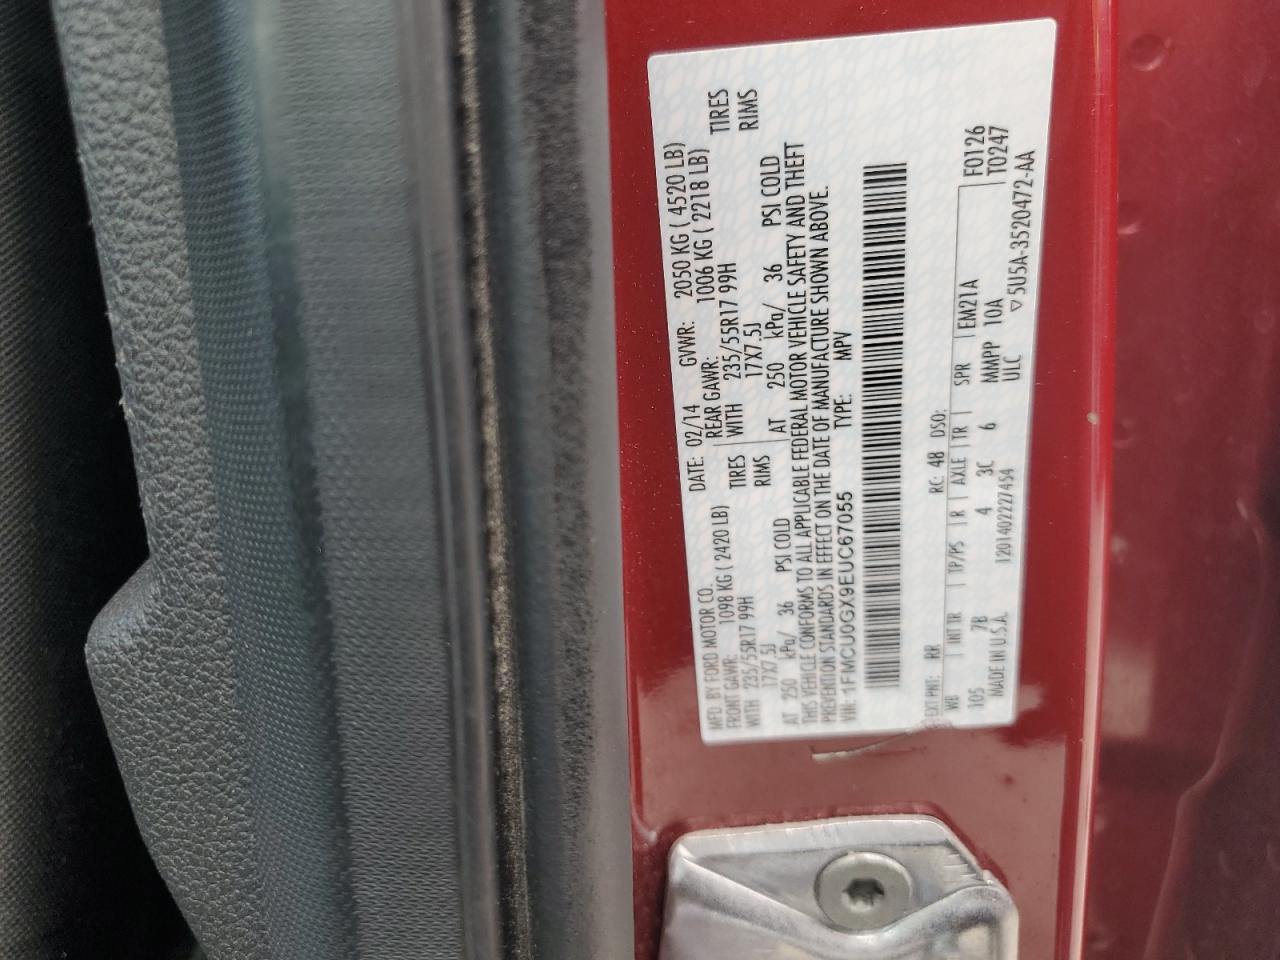 MFD. BY FORD MOTOR CO. DATE: 02/14 GVWR: 2050 KG ( 4520 LB)
FRONT GAWR: 1098 KG ( 2420 LB) REAR GAWR: 1006 KG ( 2218 LB)
WITH 235/55R17 99H TIRES WITH 235/55R17 99H TIRES
17X7.5J RIMS 17X7.5J RIMS
AT 250 kPa/ 36 PSI COLD AT 250 kPa/ 36 PSI COLD
THIS VEHICLE CONFORMS TO ALL APPLICABLE FEDERAL MOTOR VEHICLE SAFETY AND THEFT
PREVENTION STANDARDS IN EFFECT ON THE DATE OF MANUFACTURE SHOWN ABOVE.
VIN: 1FMCU0GX9EUC67055 TYPE: MPV
EXT PNT: RR RC: 48 DSO: F0126
WB INT TR TP/PS R AXLE TR SPR EM21A T0247
105 7B 4 3C 6 MMPP 10A
MADE IN U.S.A. 1201402227454 ULC ▽5U5A-3520472-AA